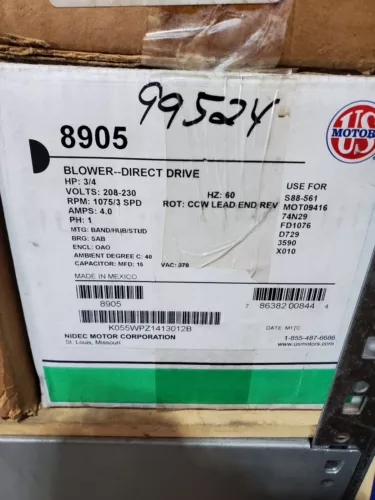 99524
8905
US
MOTORS
BLOWER--DIRECT DRIVE
HP: 3/4
VOLTS: 208-230 HZ: 60
RPM: 1075/3 SPD ROT: CCW LEAD END REV
AMPS: 4.0
PH: 1
MTG: BAND/HUB/STUD
BRG: 5AB
ENCL: OAO
AMBIENT DEGREE C: 40
CAPACITOR: MFD: 15 VAC: 370
USE FOR
S88-561
MOT09416
74N29
FD1076
D729
3590
X010
MADE IN MEXICO
8905
7 86382 00844 4
K055WPZ1413012B
NIDEC MOTOR CORPORATION
St. Louis, Missouri
DATE:
1-855-487-6686
www.usmotors.com